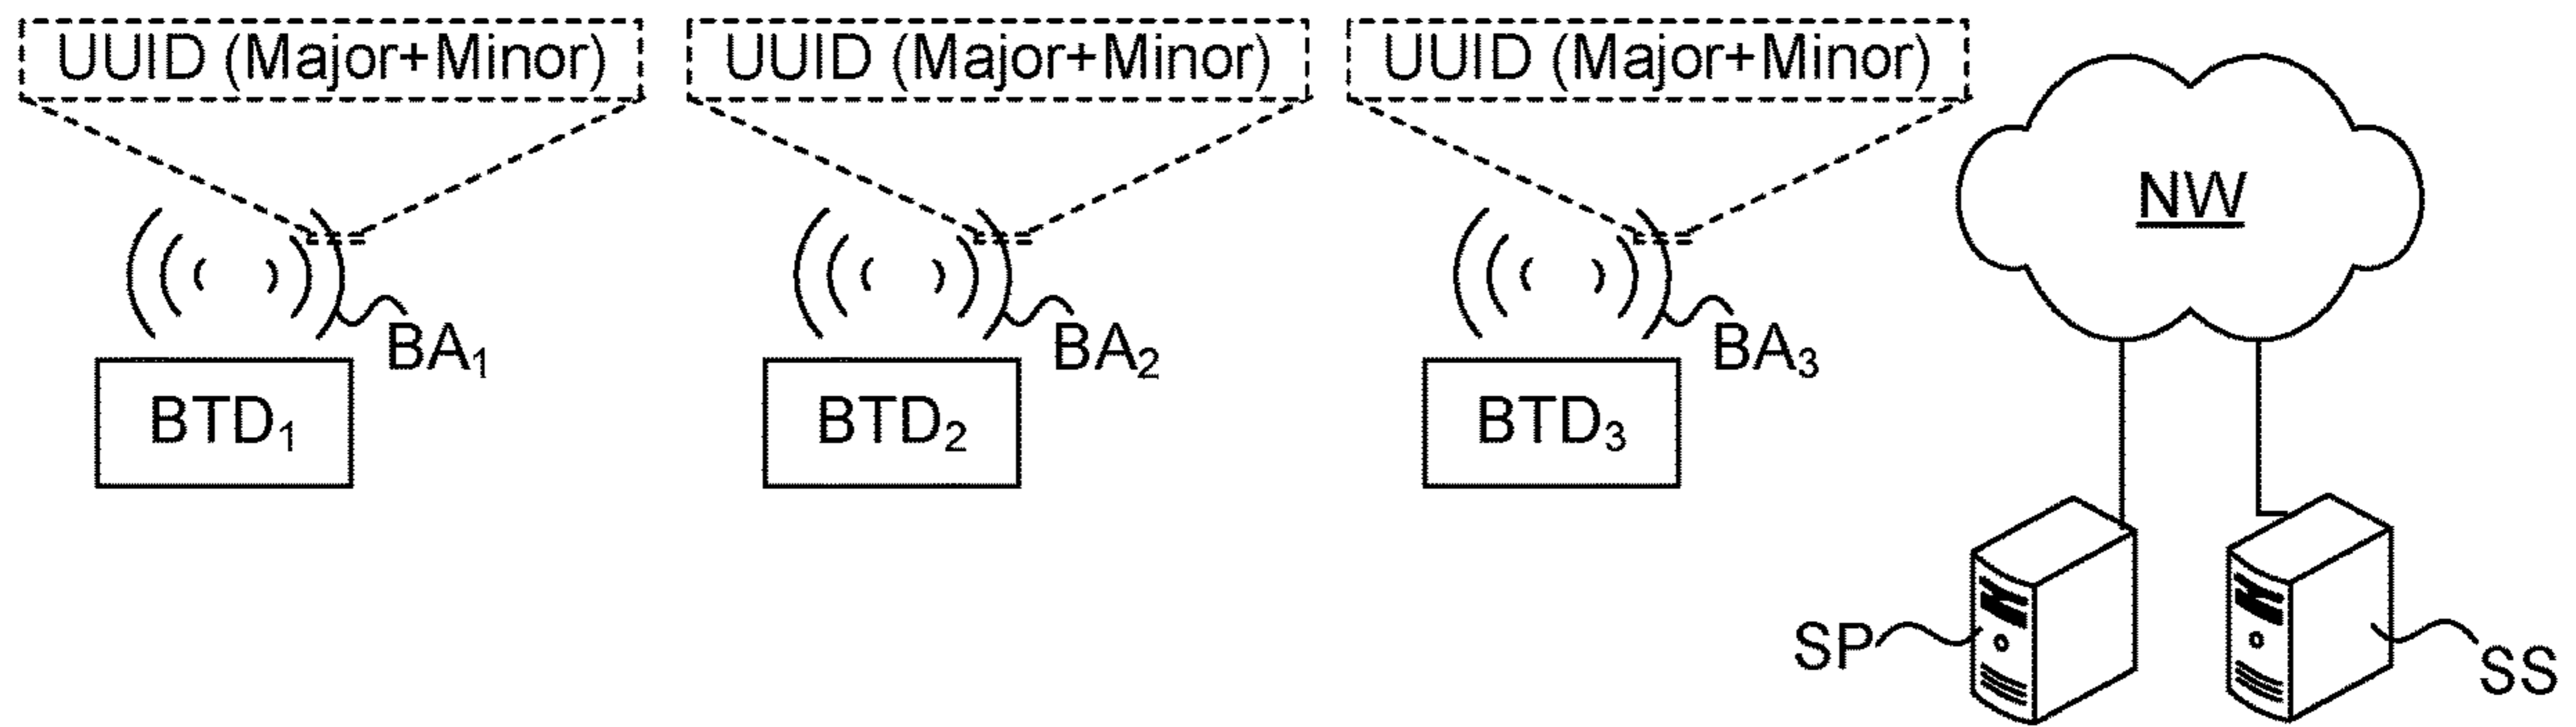 UUID (Major+Minor) UUID (Major+Minor) UUID (Major+Minor)
NW
BA₁ BA₂ BA₃
BTD₁ BTD₂ BTD₃
SP
SS